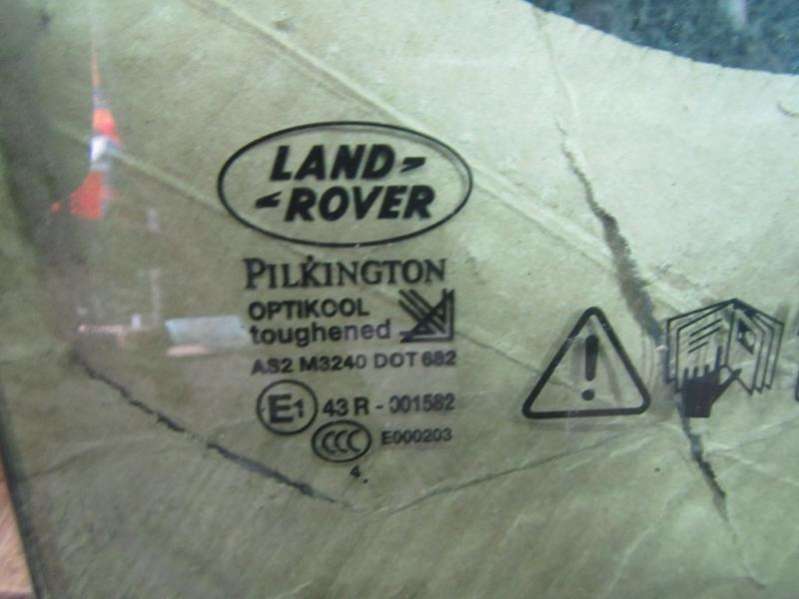 LAND
ROVER
PILKINGTON
OPTIKOOL
toughened
AS2 M3240 DOT 682
E1 43 R - 001582
CCC E000203
4.
!